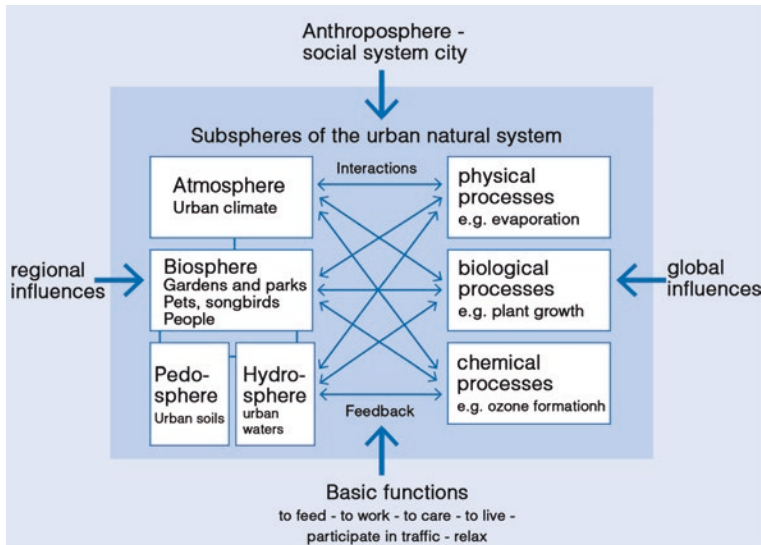 Anthroposphere -
social system city
Subspheres of the urban natural system
Atmosphere
Urban climate
Interactions
physical
processes
e.g. evaporation
regional
influences
Biosphere
Gardens and parks
Pets, songbirds
People
biological
processes
e.g. plant growth
global
influences
Pedo-
sphere
Urban soils
Hydro-
sphere
urban
waters
Feedback
chemical
processes
e.g. ozone formationh
Basic functions
to feed - to work - to care - to live -
participate in traffic - relax